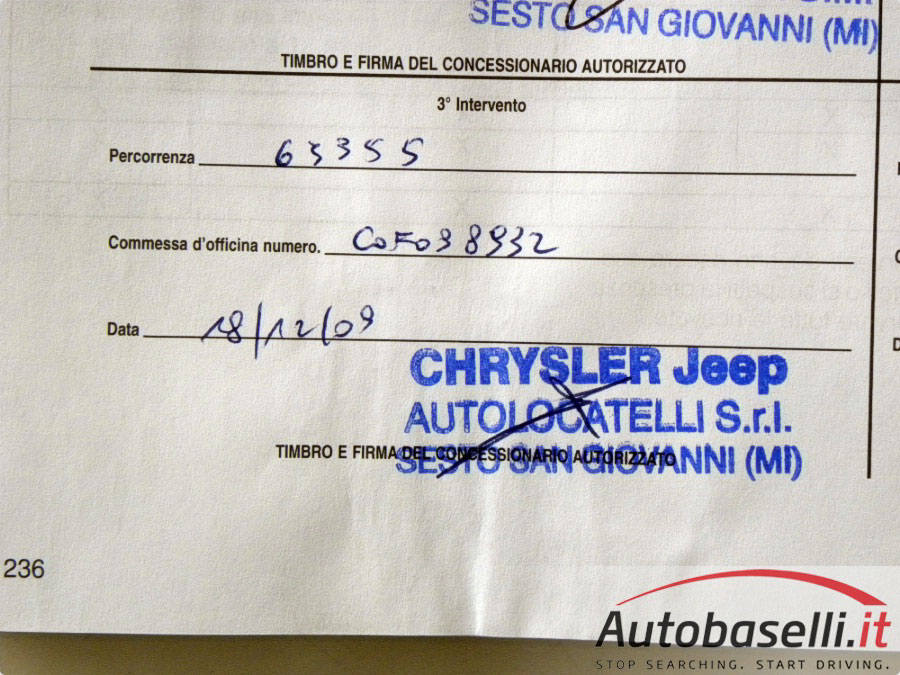 SESTO SAN GIOVANNI (MI)
TIMBRO E FIRMA DEL CONCESSIONARIO AUTORIZZATO
3° Intervento
Percorrenza 63355
Commessa d'officina numero. COF038932
Data 18/12/09
CHRYSLER Jeep
AUTOLOCATELLI S.r.l.
TIMBRO E FIRMA DEL CONCESSIONARIO AUTORIZZATO
SESTO SAN GIOVANNI (MI)
236
Autobaselli.it
STOP SEARCHING. START DRIVING.